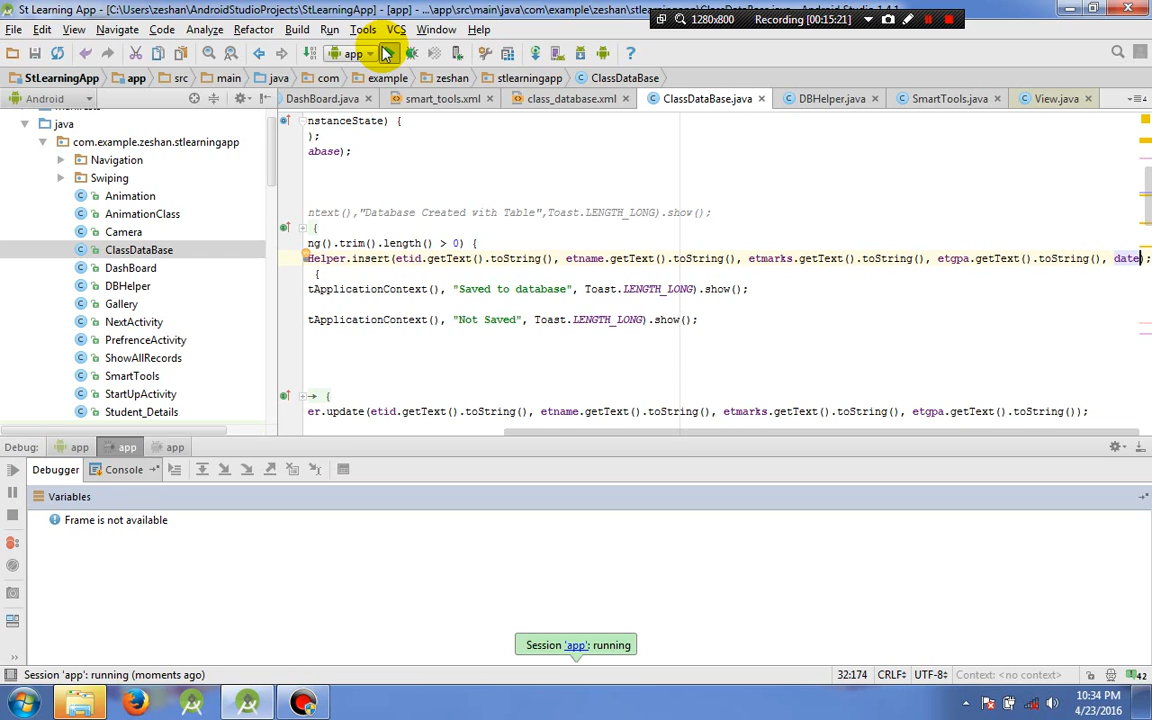 St Learning App - [C:\Users\zeshan\AndroidStudioProjects\StLearningApp] - [app] - ...\app\src\main\java\com\example\zeshan\stlearningapp\ClassDataBase.java - Android Studio 1.4.1
1280x800 Recording [00:15:21]
File Edit View Navigate Code Analyze Refactor Build Run Tools VCS Window Help
app
StLearningApp app src main java com example zeshan stlearningapp ClassDataBase
Android
DashBoard.java smart_tools.xml class_database.xml ClassDataBase.java DBHelper.java SmartTools.java View.java
java
com.example.zeshan.stlearningapp
Navigation
Swiping
Animation
AnimationClass
Camera
ClassDataBase
DashBoard
DBHelper
Gallery
NextActivity
PrefrenceActivity
ShowAllRecords
SmartTools
StartUpActivity
Student_Details
nstanceState) {
);
abase);
ntext(),"Database Created with Table",Toast.LENGTH_LONG).show();
{
ng().trim().length() > 0) {
Helper.insert(etid.getText().toString(), etname.getText().toString(), etmarks.getText().toString(), etgpa.getText().toString(), date);
{
tApplicationContext(), "Saved to database", Toast.LENGTH_LONG).show();
tApplicationContext(), "Not Saved", Toast.LENGTH_LONG).show();
{
er.update(etid.getText().toString(), etname.getText().toString(), etmarks.getText().toString(), etgpa.getText().toString());
Debug: app app app
Debugger Console
Variables
Frame is not available
Session 'app': running
Session 'app': running (moments ago) 32:174 CRLF UTF-8 Context: <no context> 42
10:34 PM
4/23/2016